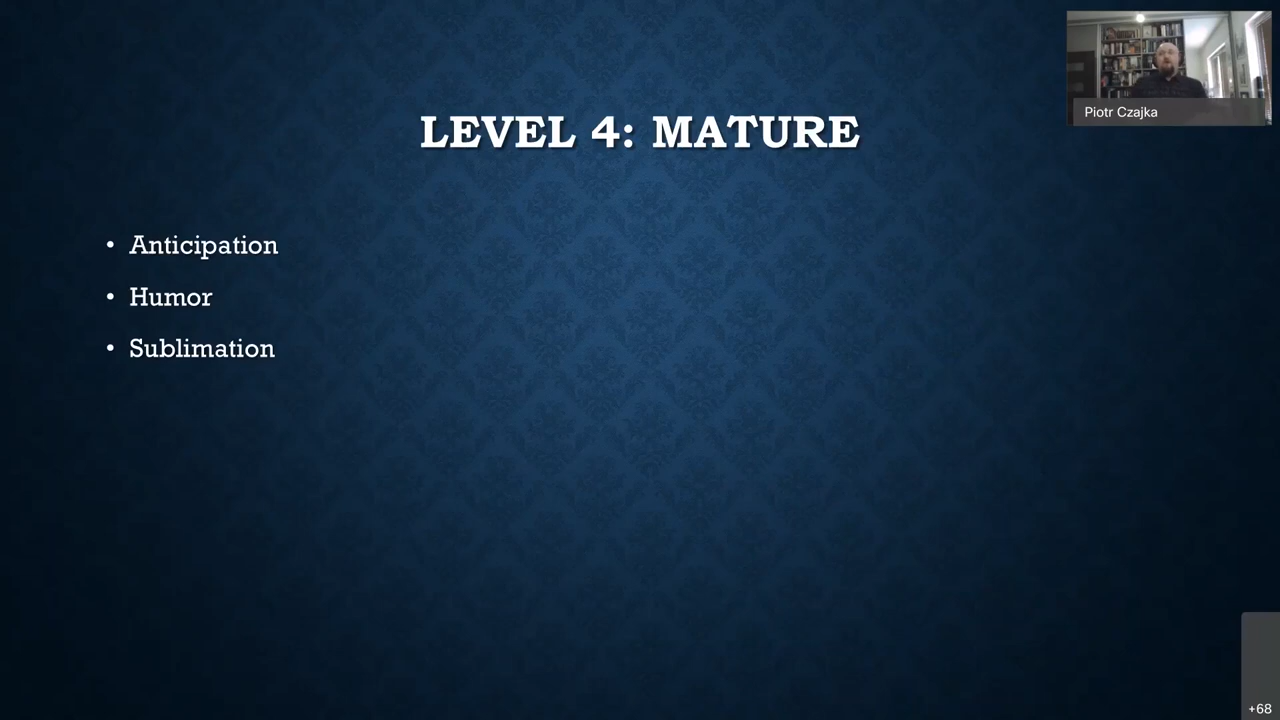 Piotr Czajka
LEVEL 4: MATURE
• Anticipation
• Humor
• Sublimation
+68